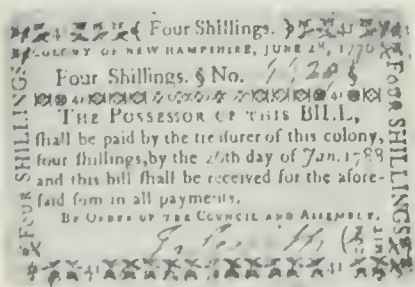 Four Shillings.
COLONY OF NEW HAMPSHIRE, JUNE 28, 1776
Four Shillings. § No. §
THE POSSESSOR OF THIS BILL,
ſhall be paid by the treaſurer of this colony,
four ſhillings, by the 26th day of Jan. 1788
and this bill ſhall be received for the afore-
ſaid ſum in all payments.
BY ORDER OF THE COUNCIL AND ASSEMBLY.
FOUR SHILLINGS
FOUR SHILLINGS